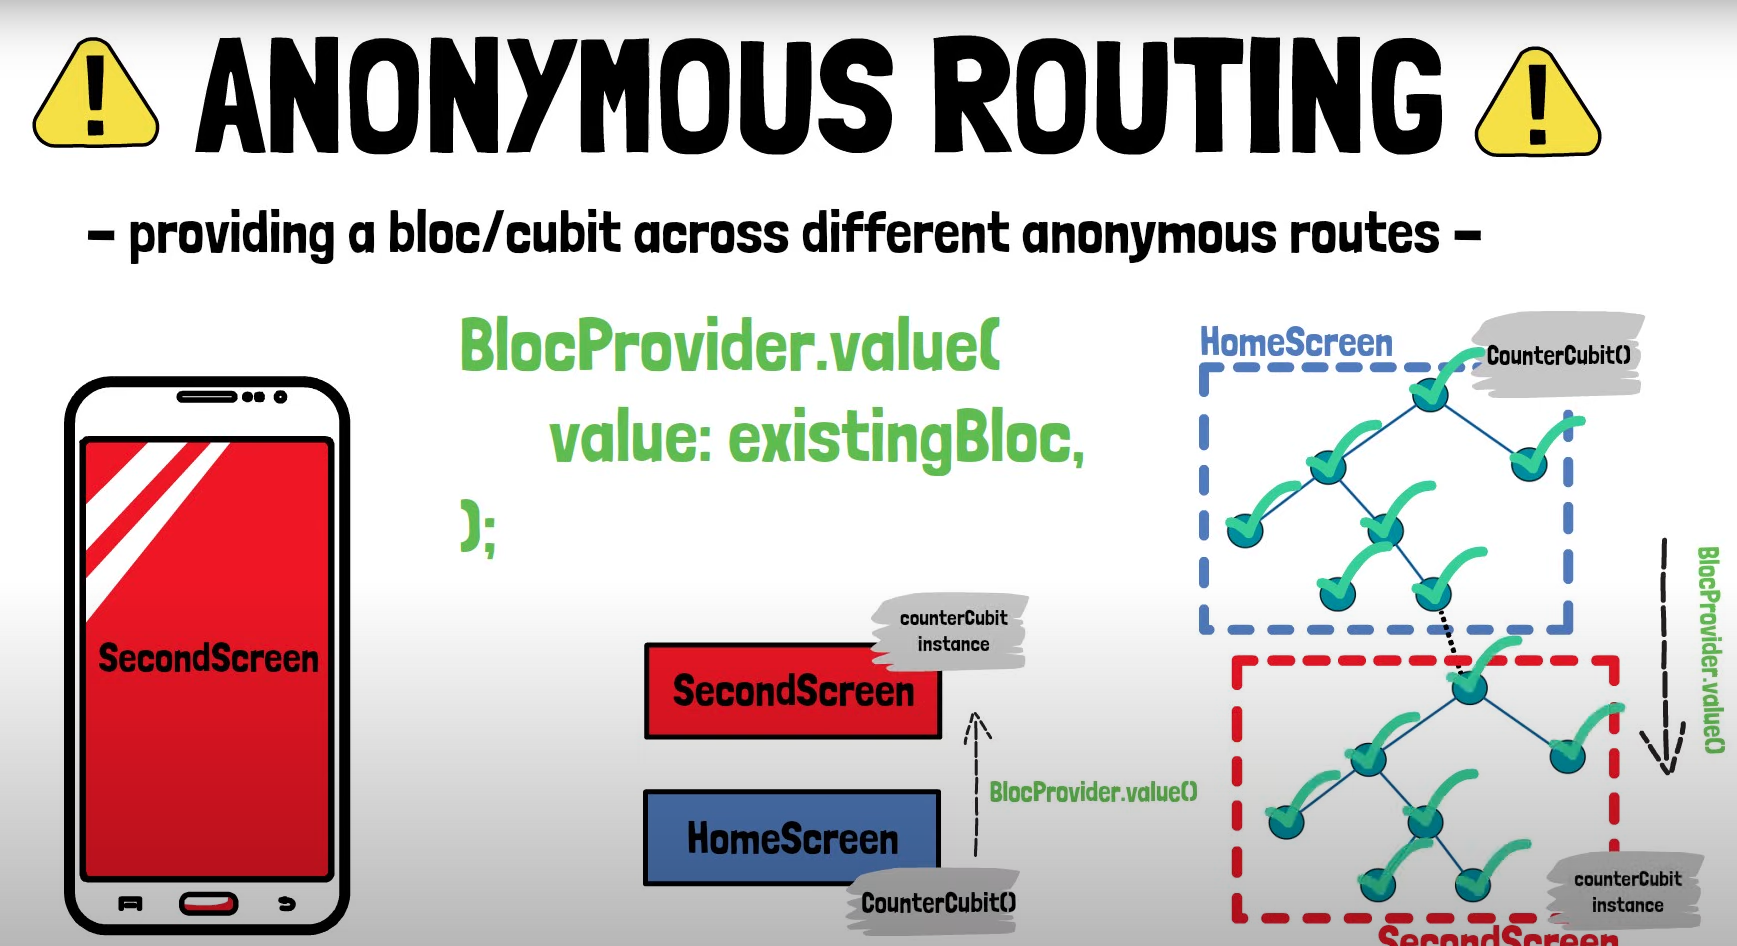 ANONYMOUS ROUTING
- providing a bloc/cubit across different anonymous routes -
BlocProvider.value(
value: existingBloc,
);
SecondScreen
counterCubit
instance
SecondScreen
BlocProvider.value()
HomeScreen
CounterCubit()
HomeScreen
CounterCubit()
BlocProvider.value()
counterCubit
instance
SecondScreen